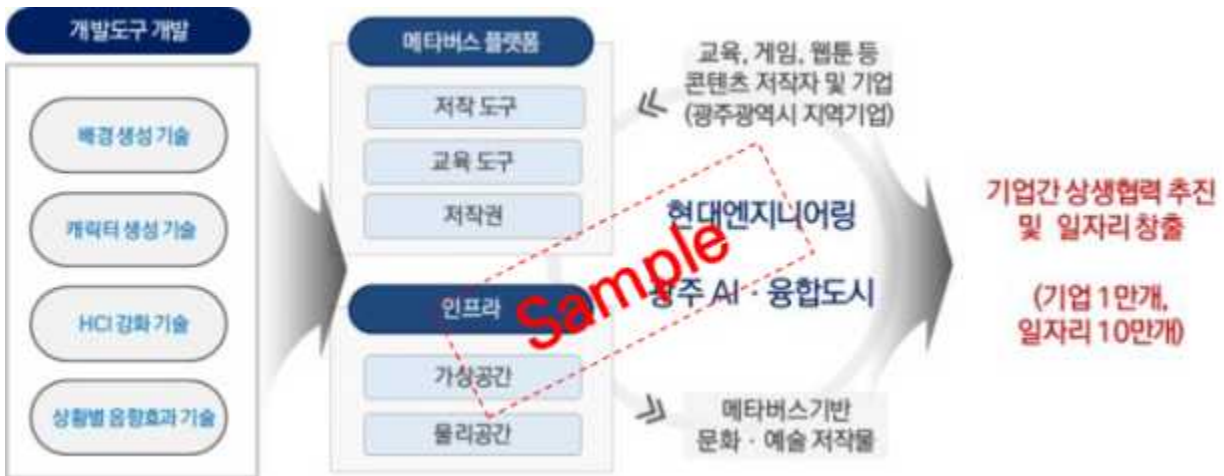 개발도구 개발
배경 생성 기술
캐릭터 생성 기술
HCI 강화 기술
상황별 음향효과 기술
메타버스 플랫폼
저작 도구
교육 도구
저작권
인프라
가상공간
물리공간
교육, 게임, 웹툰 등
콘텐츠 저작자 및 기업
(광주광역시 지역기업)
현대엔지니어링
광주 AI · 융합도시
Sample
메타버스기반
문화 · 예술 저작물
기업간 상생협력 추진
및 일자리 창출
(기업 1만개,
일자리 10만개)